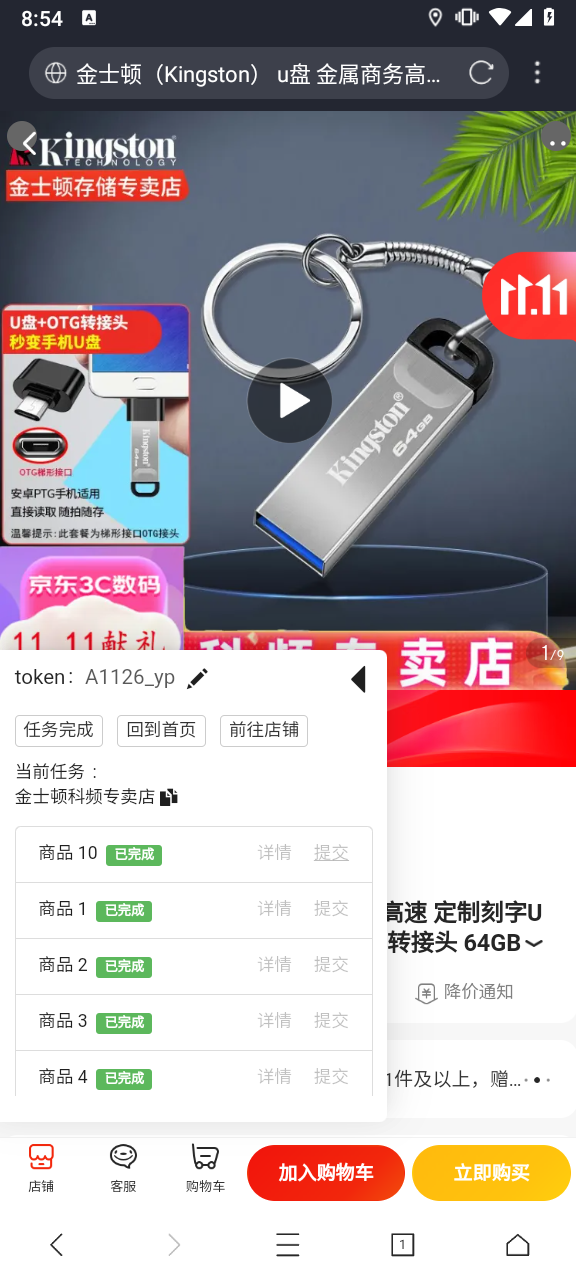 8:54
A
金士顿（Kingston） u盘 金属商务高...
Kingston
TECHNOLOGY
金士顿存储专卖店
11.11
U盘+OTG转接头
秒变手机U盘
Kingston
OTG梯形接口
安卓PTG手机适用
直接读取 随拍随存
温馨提示:此套餐为梯形接口OTG接头
Kingston®
64GB
京东3C数码
11.11献礼
科频专卖店
1/9
token： A1126_yp
任务完成 回到首页 前往店铺
当前任务 ：
金士顿科频专卖店
商品 10 已完成 详情 提交
商品 1 已完成 详情 提交
商品 2 已完成 详情 提交
商品 3 已完成 详情 提交
商品 4 已完成 详情 提交
高速 定制刻字U
转接头 64GB
降价通知
1件及以上，赠...
店铺 客服 购物车 加入购物车 立即购买
1